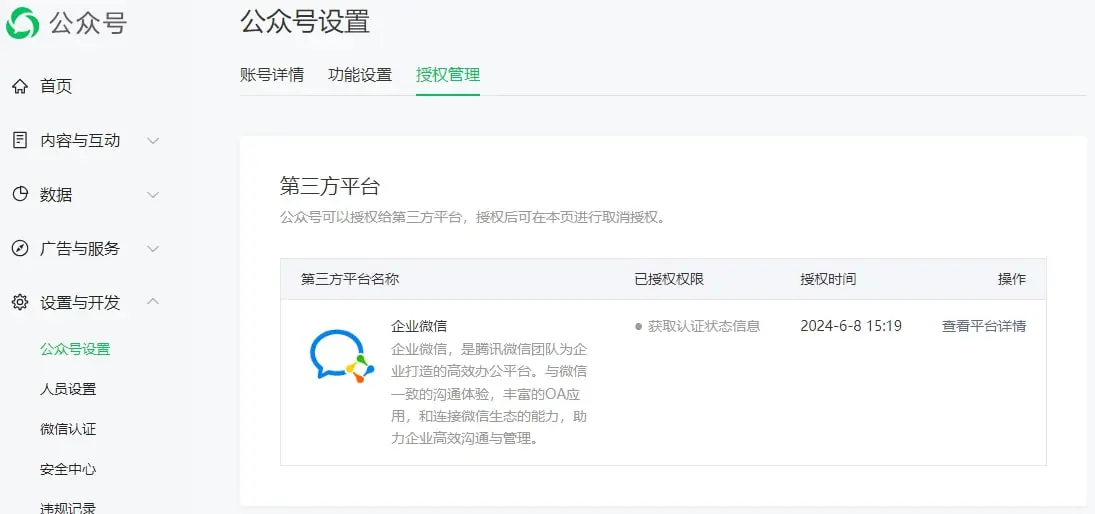 公众号
公众号设置
账号详情 功能设置 授权管理
首页
内容与互动
数据
广告与服务
设置与开发
公众号设置
人员设置
微信认证
安全中心
违规记录
第三方平台
公众号可以授权给第三方平台，授权后可在本页进行取消授权。
第三方平台名称 已授权权限 授权时间 操作
企业微信
企业微信，是腾讯微信团队为企
业打造的高效办公平台。与微信
一致的沟通体验，丰富的OA应
用，和连接微信生态的能力，助
力企业高效沟通与管理。
获取认证状态信息 2024-6-8 15:19 查看平台详情